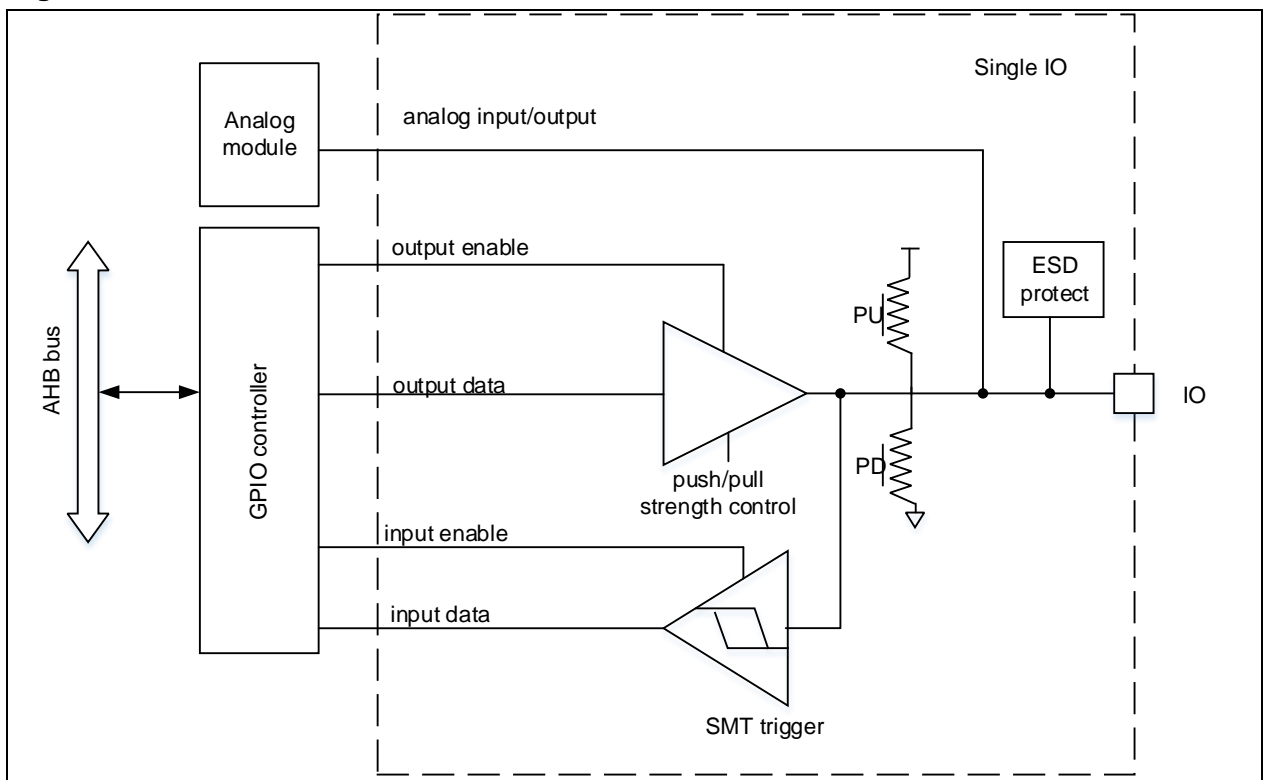 Single IO
Analog
module
analog input/output
output enable
ESD
protect
PU
AHB bus
GPIO controller
output data
IO
PD
push/pull
strength control
input enable
input data
SMT trigger